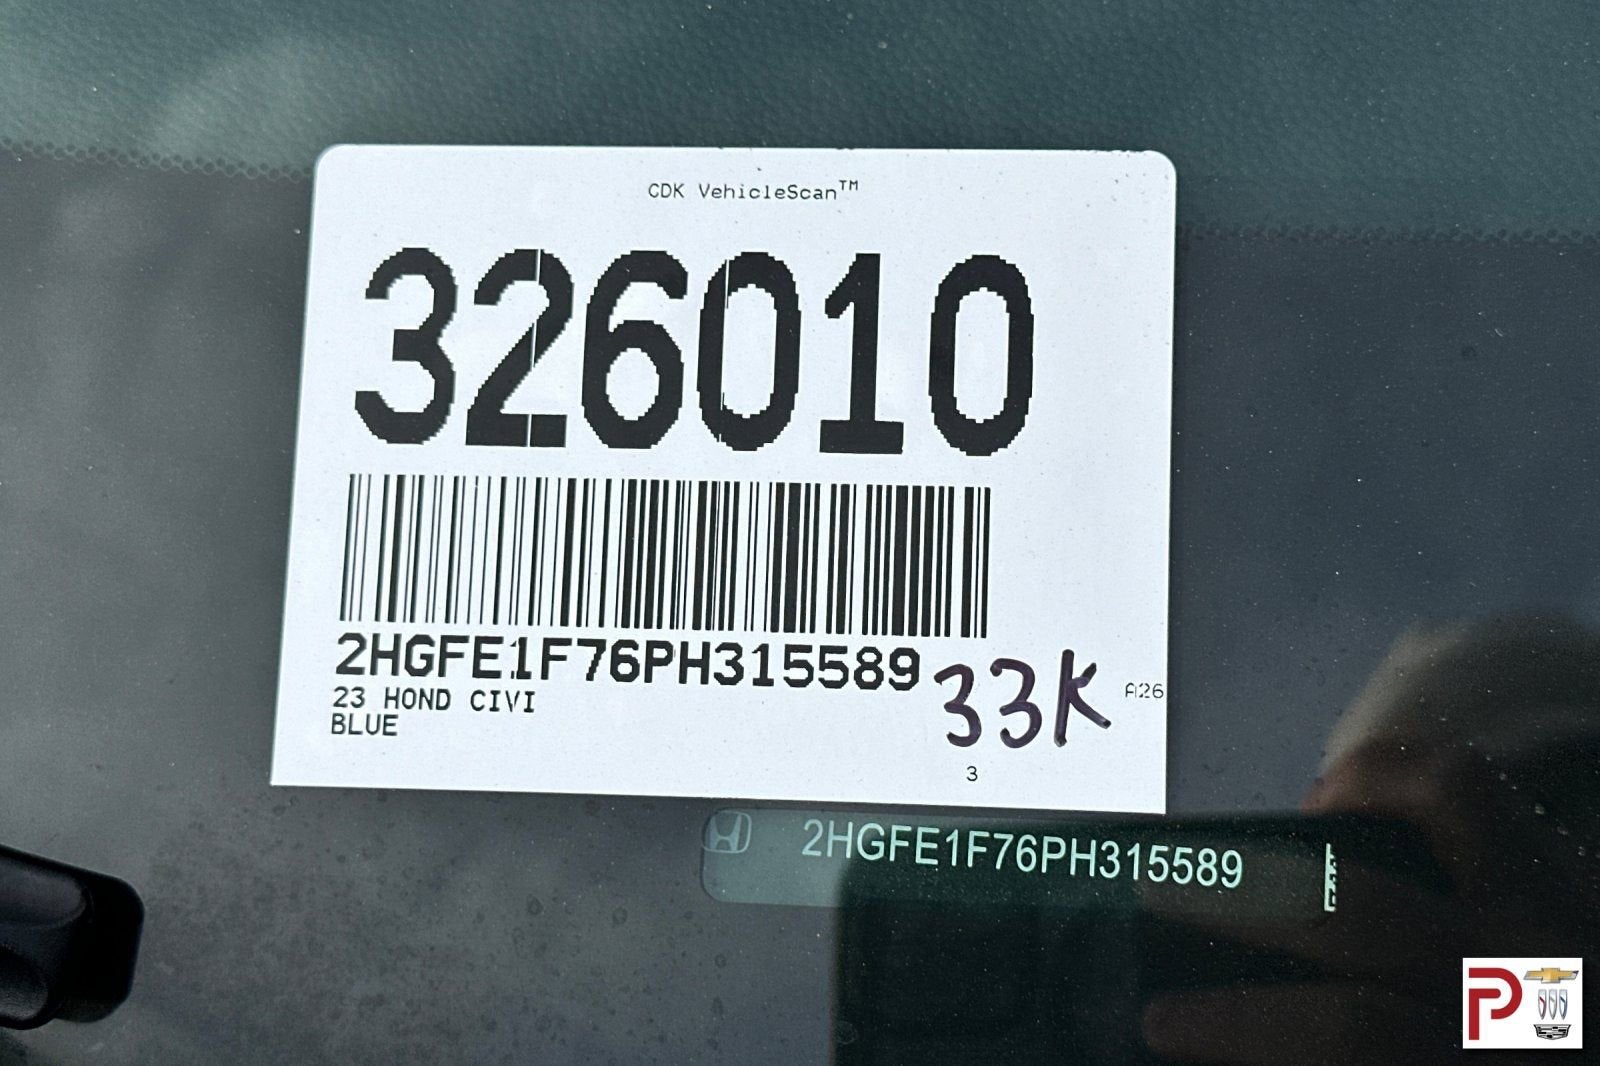 CDK VehicleScan™
326010
2HGFE1F76PH315589
23 HOND CIVI
BLUE
33K
A26
3
2HGFE1F76PH315589
P